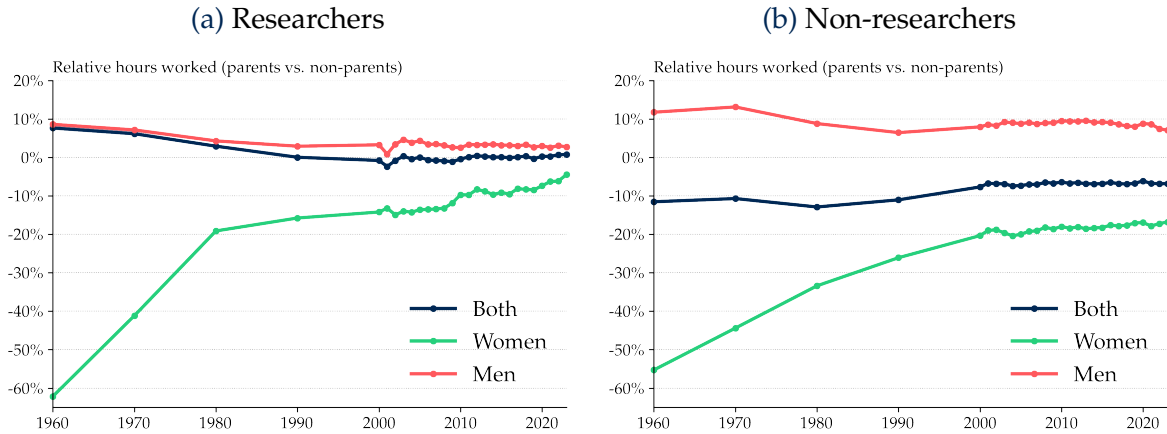 (a) Researchers
Relative hours worked (parents vs. non-parents)
20%
10%
0%
-10%
-20%
-30%
-40%
-50%
-60%
Both
Women
Men
1960 1970 1980 1990 2000 2010 2020
(b) Non-researchers
Relative hours worked (parents vs. non-parents)
20%
10%
0%
-10%
-20%
-30%
-40%
-50%
-60%
Both
Women
Men
1960 1970 1980 1990 2000 2010 2020